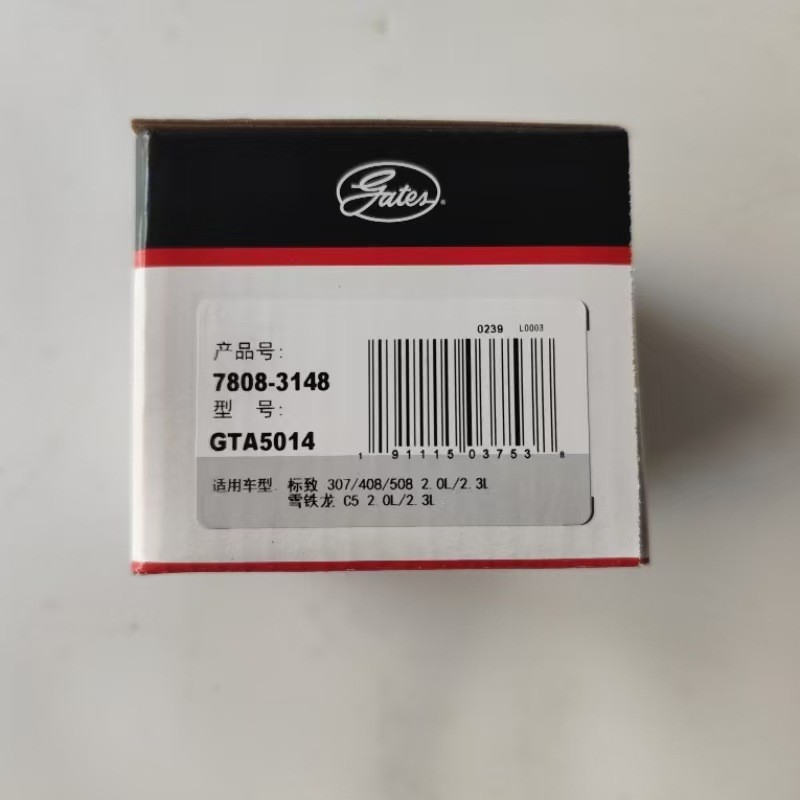 Gates®
0239 L0003
产品号:
7808-3148
型 号:
GTA5014
1 91115 03753 8
适用车型: 标致 307/408/508 2.0L/2.3L
雪铁龙 C5 2.0L/2.3L